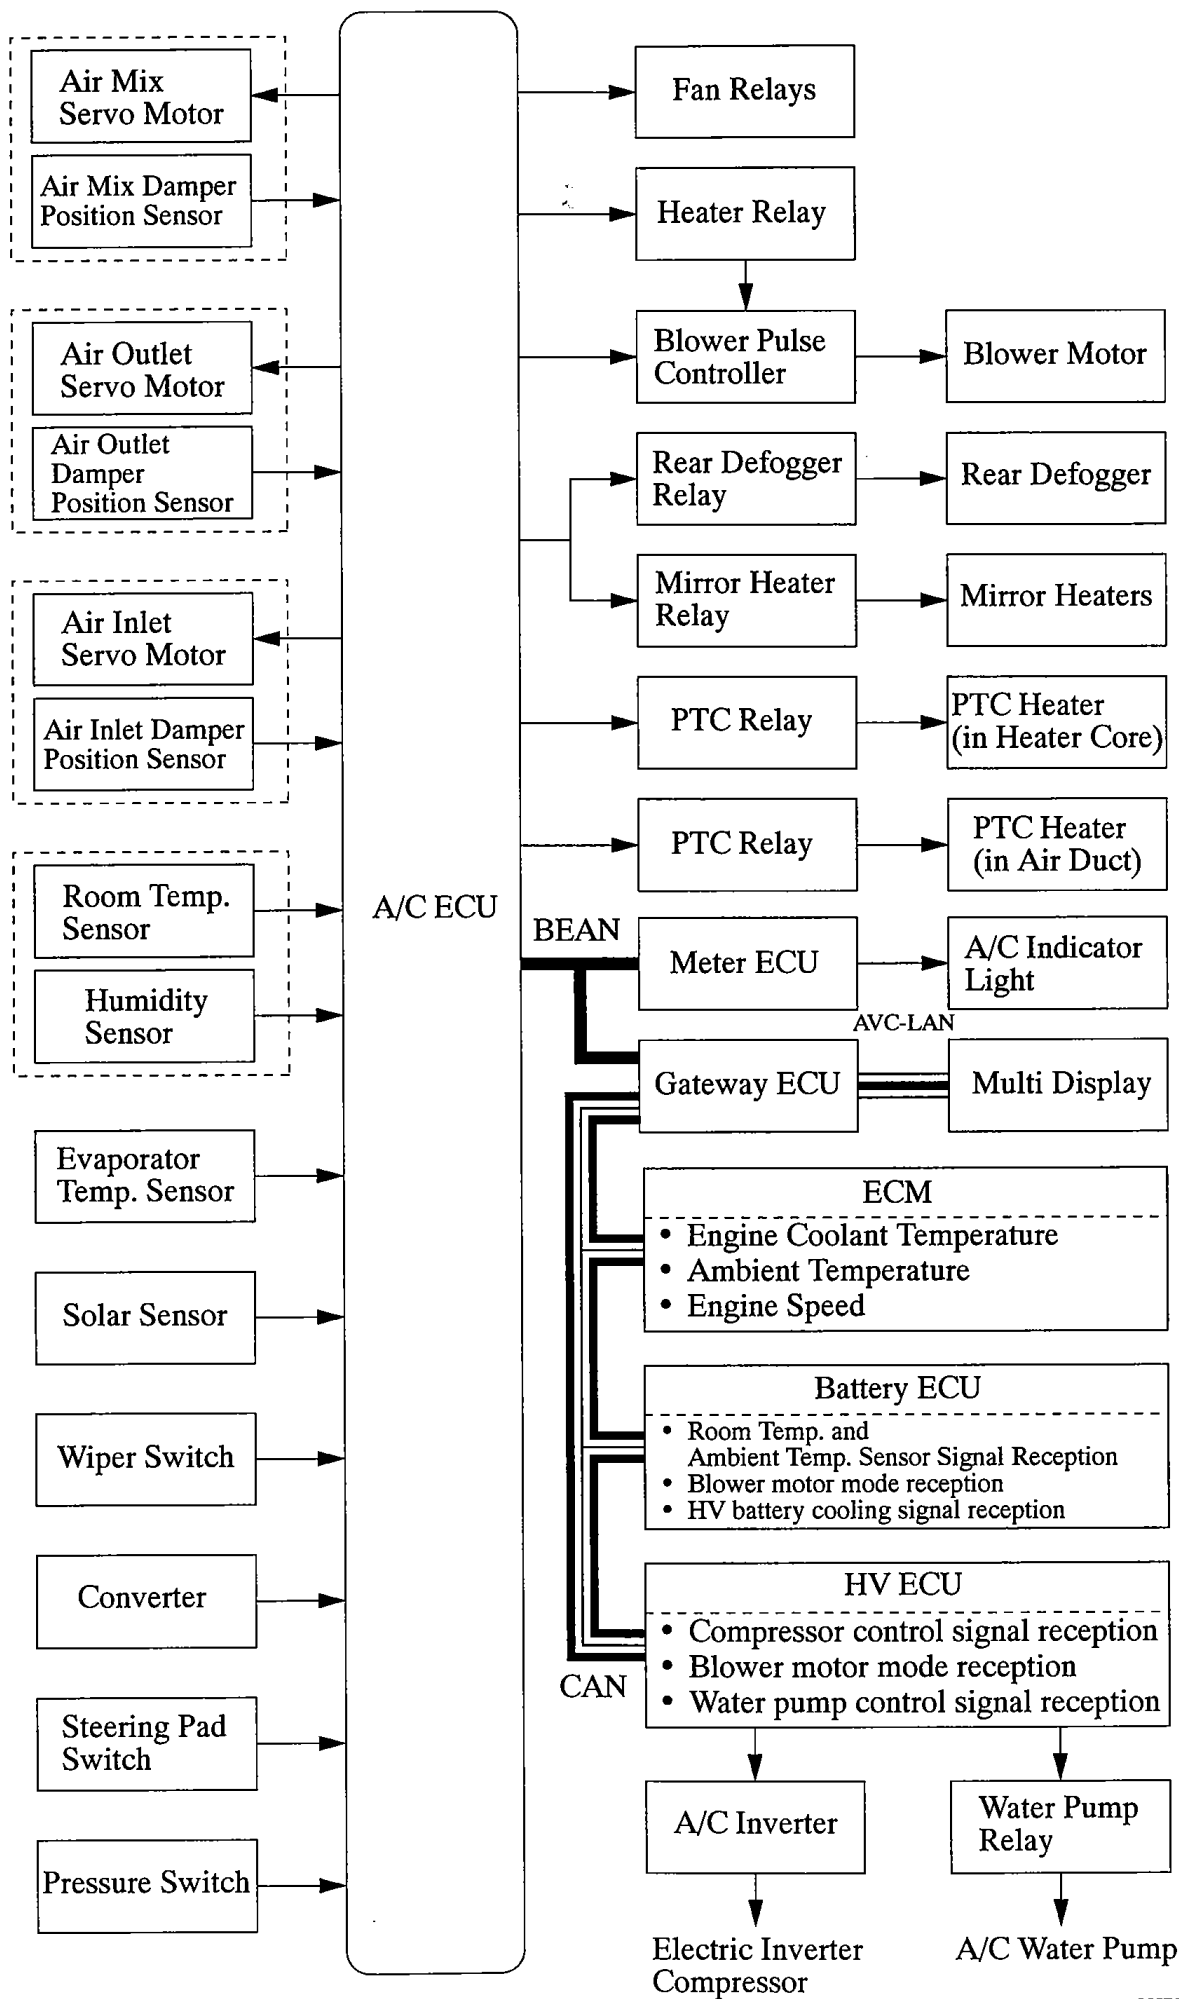 Air Mix
Servo Motor
Air Mix Damper
Position Sensor
Air Outlet
Servo Motor
Air Outlet
Damper
Position Sensor
Air Inlet
Servo Motor
Air Inlet Damper
Position Sensor
Room Temp.
Sensor
Humidity
Sensor
Evaporator
Temp. Sensor
Solar Sensor
Wiper Switch
Converter
Steering Pad
Switch
Pressure Switch
A/C ECU
Fan Relays
Heater Relay
Blower Pulse
Controller
Blower Motor
Rear Defogger
Relay
Rear Defogger
Mirror Heater
Relay
Mirror Heaters
PTC Relay
PTC Heater
(in Heater Core)
PTC Relay
PTC Heater
(in Air Duct)
BEAN
Meter ECU
A/C Indicator
Light
AVC-LAN
Gateway ECU
Multi Display
ECM
• Engine Coolant Temperature
• Ambient Temperature
• Engine Speed
Battery ECU
• Room Temp. and
Ambient Temp. Sensor Signal Reception
• Blower motor mode reception
• HV battery cooling signal reception
HV ECU
• Compressor control signal reception
• Blower motor mode reception
• Water pump control signal reception
CAN
A/C Inverter
Water Pump
Relay
Electric Inverter
Compressor
A/C Water Pump